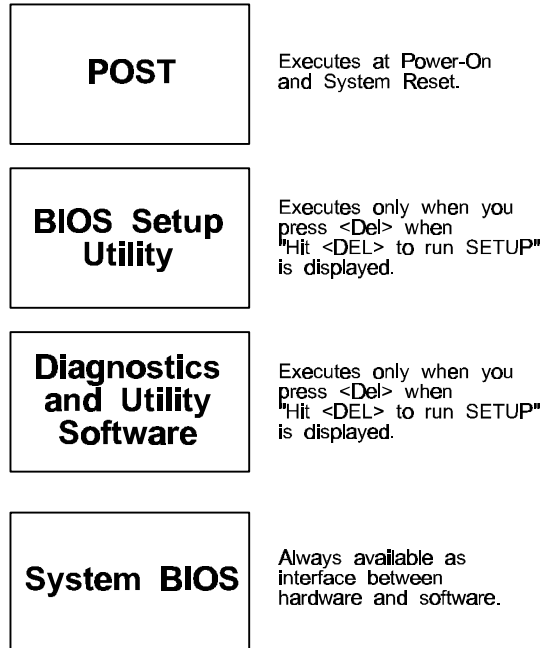 POST
Executes at Power-On
and System Reset.
BIOS Setup
Utility
Executes only when you
press <Del> when
"Hit <DEL> to run SETUP"
is displayed.
Diagnostics
and Utility
Software
Executes only when you
press <Del> when
"Hit <DEL> to run SETUP"
is displayed.
System BIOS
Always available as
interface between
hardware and software.